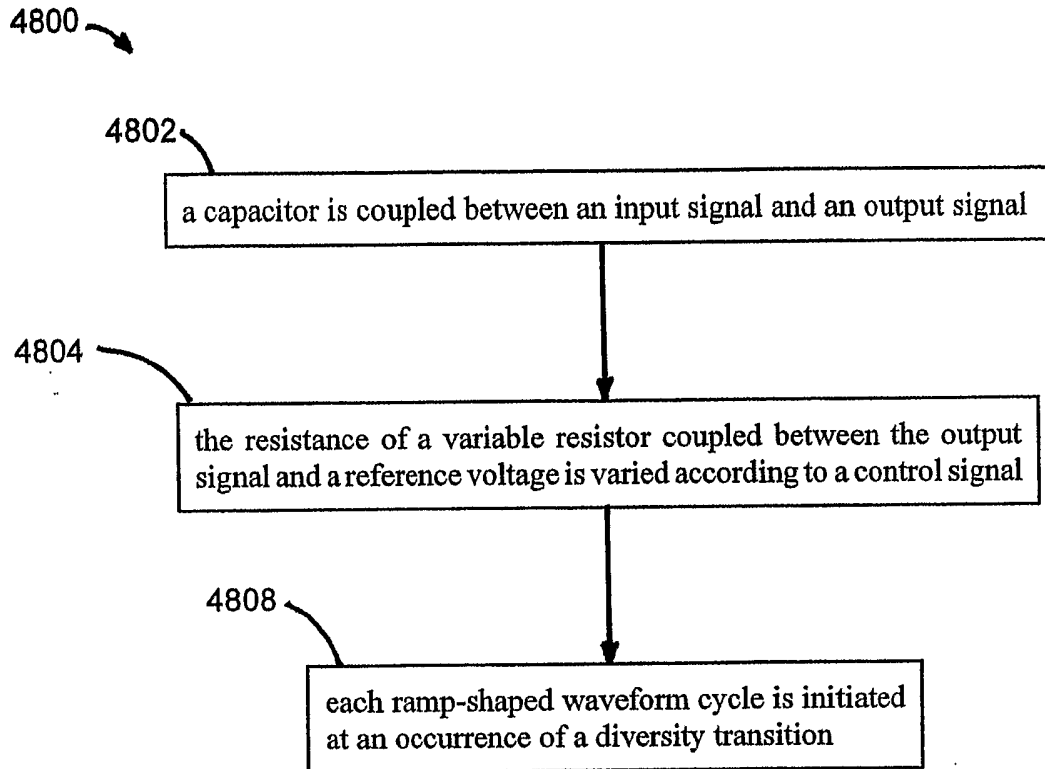 4800
4802
a capacitor is coupled between an input signal and an output signal
4804
the resistance of a variable resistor coupled between the output
signal and a reference voltage is varied according to a control signal
4808
each ramp-shaped waveform cycle is initiated
at an occurrence of a diversity transition